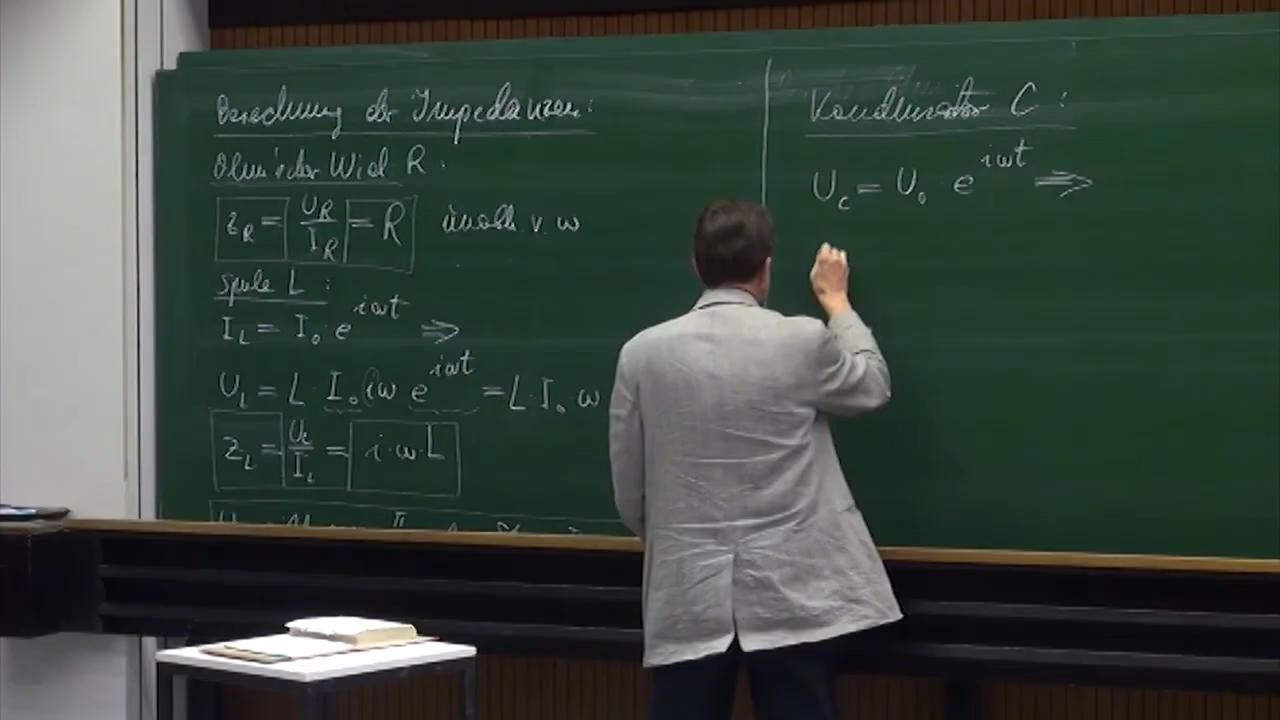 Berechnung der Impedanzen:
Ohm'scher Wid R:
z_R = U_R/I_R = R unabh. v. ω
Spule L:
I_L = I_0 e^{iωt} ⇒
U_L = L · I_0 iω e^{iωt} = L · I_0 ω
z_L = U_L/I_L = i·ω·L
Kondensator C:
U_c = U_0 e^{iωt} ⇒